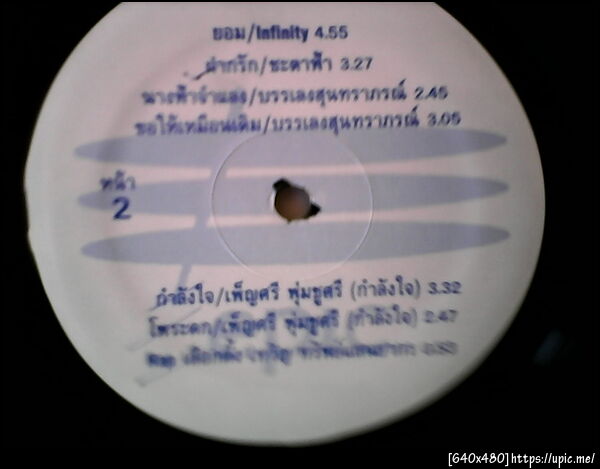 ยอม/Infinity 4.55
ฝากรัก/ชะตาฟ้า 3.27
นางฟ้าจำแลง/บรรเลงสุนทราภรณ์ 2.45
ขอให้เหมือนเดิม/บรรเลงสุนทราภรณ์ 3.05
หน้า
2
กำลังใจ/เพ็ญศรี พุ่มชูศรี (กำลังใจ) 3.32
โพระดก/เพ็ญศรี พุ่มชูศรี (กำลังใจ) 2.47
เลือกตั้ง
[640x480]https://upic.me/